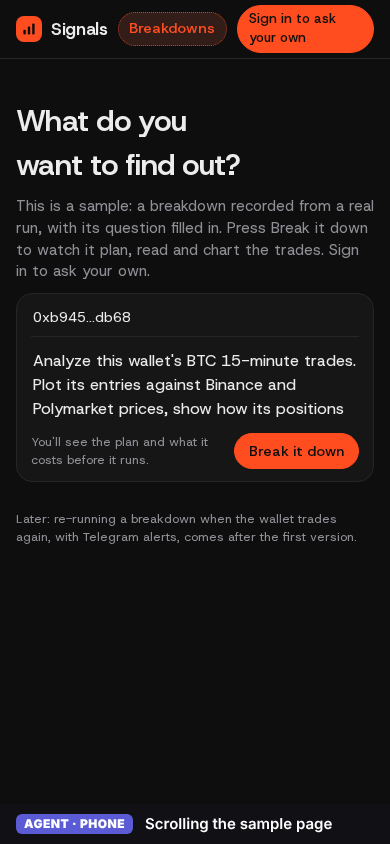 Signals
Breakdowns
Sign in to ask
your own
What do you
want to find out?
This is a sample: a breakdown recorded from a real
run, with its question filled in. Press Break it down
to watch it plan, read and chart the trades. Sign
in to ask your own.
0xb945…db68
Analyze this wallet's BTC 15-minute trades.
Plot its entries against Binance and
Polymarket prices, show how its positions
You'll see the plan and what it
costs before it runs.
Break it down
Later: re-running a breakdown when the wallet trades
again, with Telegram alerts, comes after the first version.
AGENT · PHONE
Scrolling the sample page